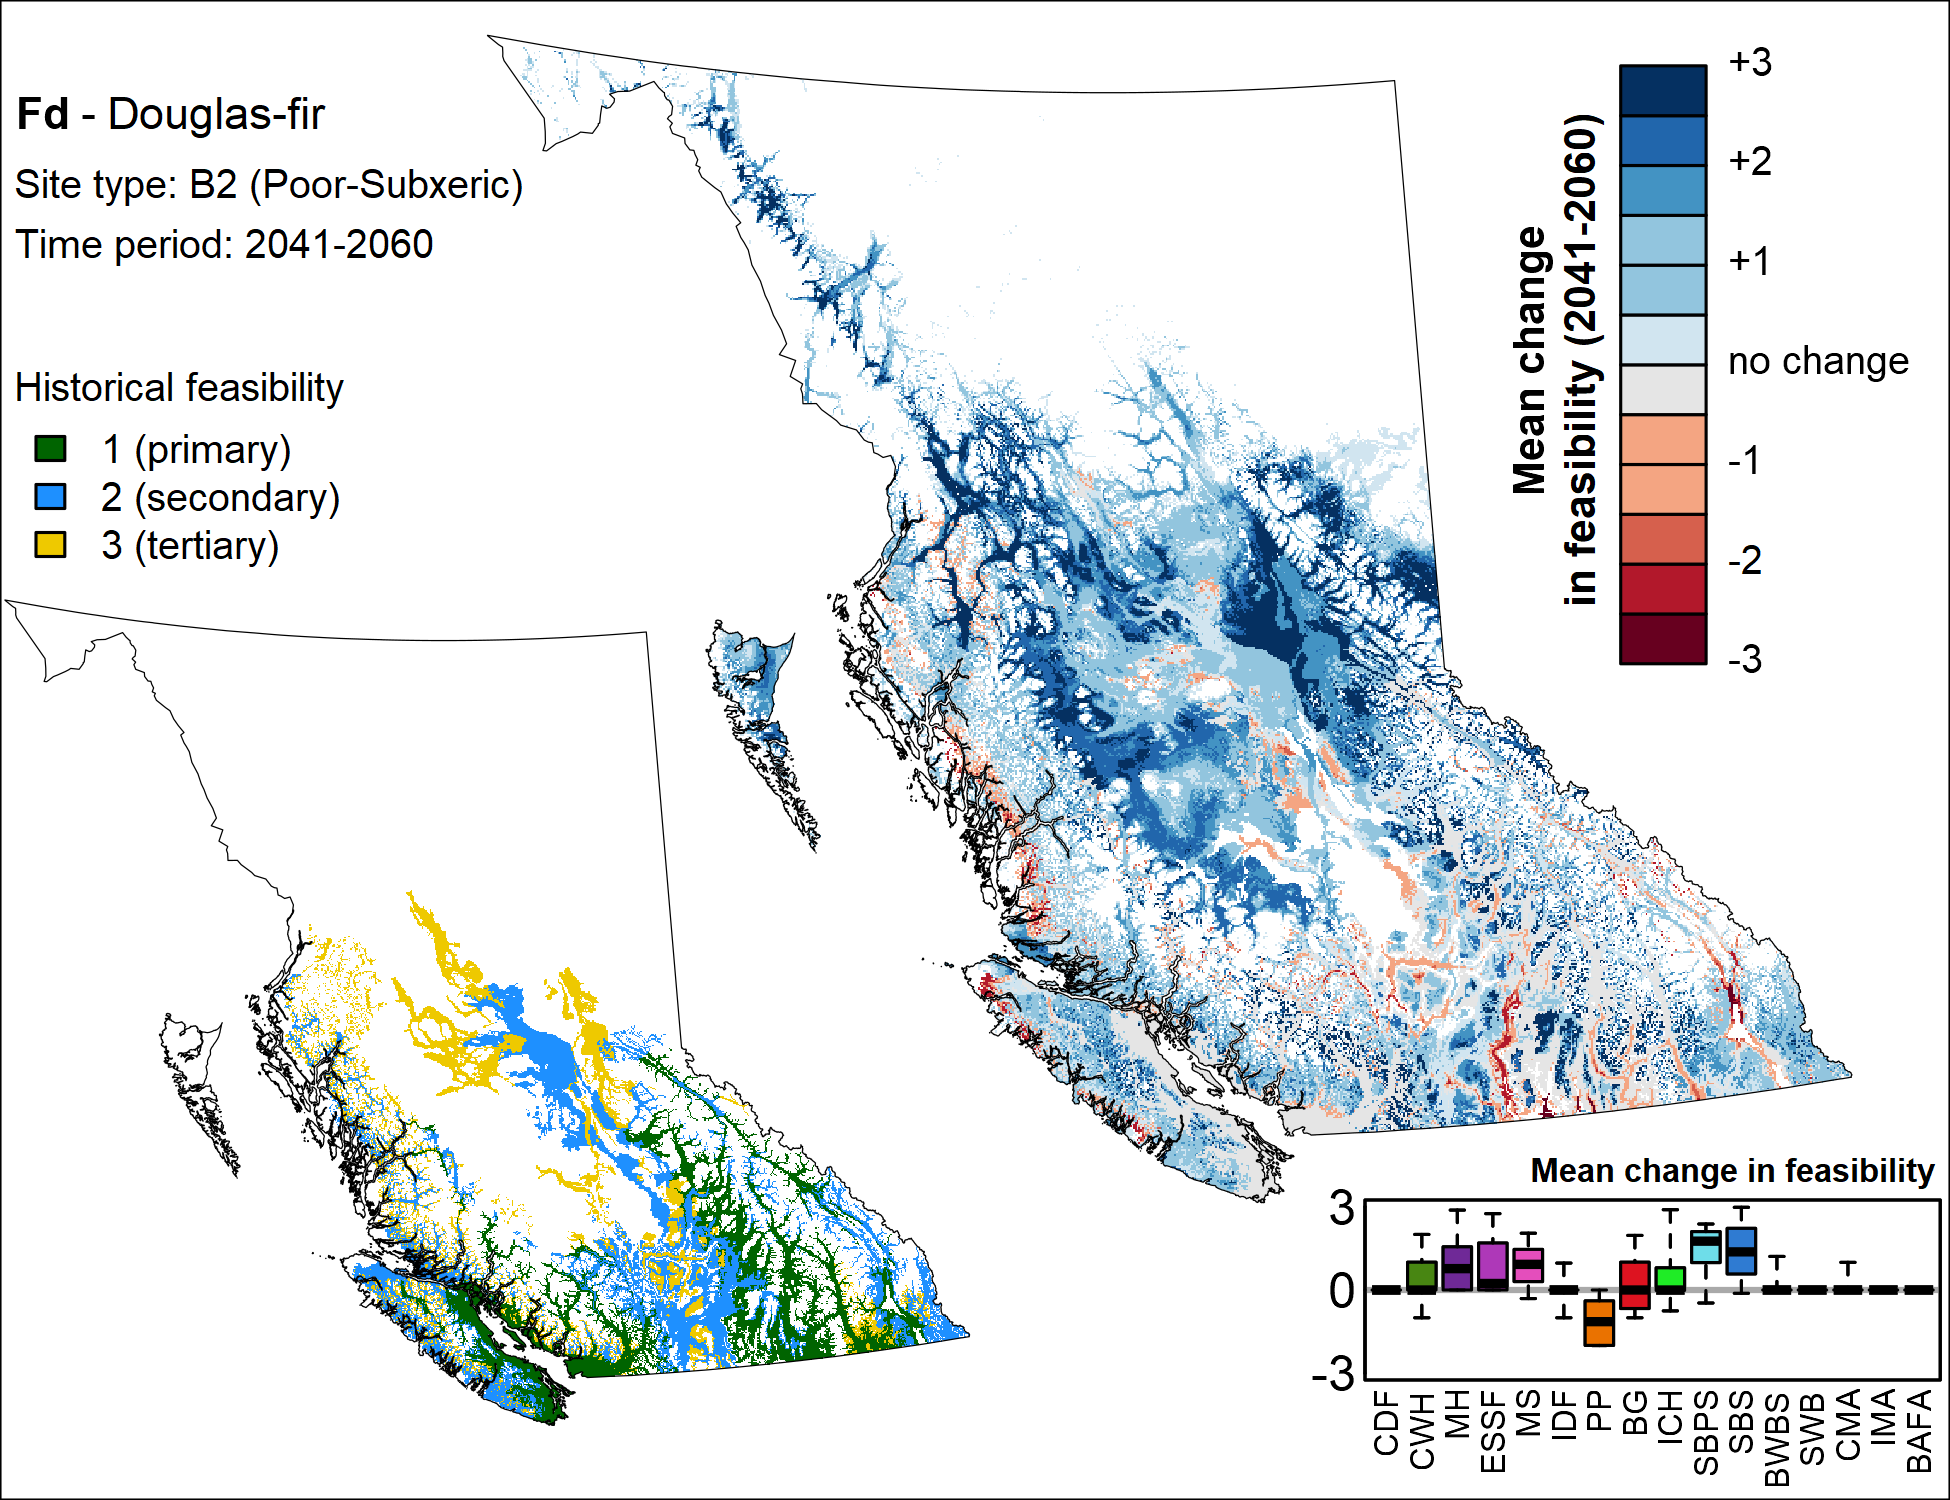 Fd - Douglas-fir
Site type: B2 (Poor-Subxeric)
Time period: 2041-2060
Historical feasibility
1 (primary)
2 (secondary)
3 (tertiary)
Mean change
in feasibility (2041-2060)
+3
+2
+1
no change
-1
-2
-3
Mean change in feasibility
3
0
-3
CDF
CWH
MH
ESSF
MS
IDF
PP
BG
ICH
SBPS
SBS
BWBS
SWB
CMA
IMA
BAFA